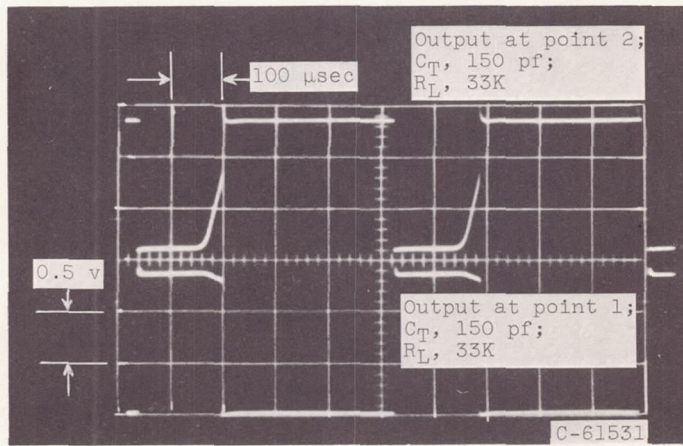 Output at point 2;
C_T, 150 pf;
R_L, 33K
100 μsec
0.5 v
Output at point 1;
C_T, 150 pf;
R_L, 33K
C-61531